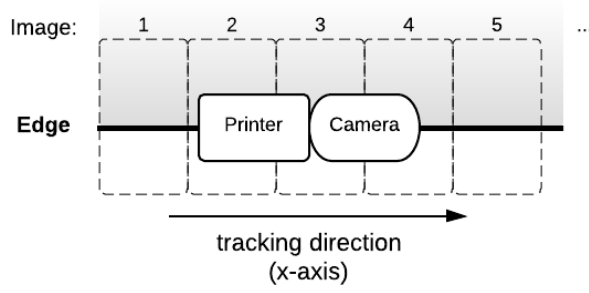 Image: 1 2 3 4 5 ...
Edge Printer Camera
tracking direction
(x-axis)